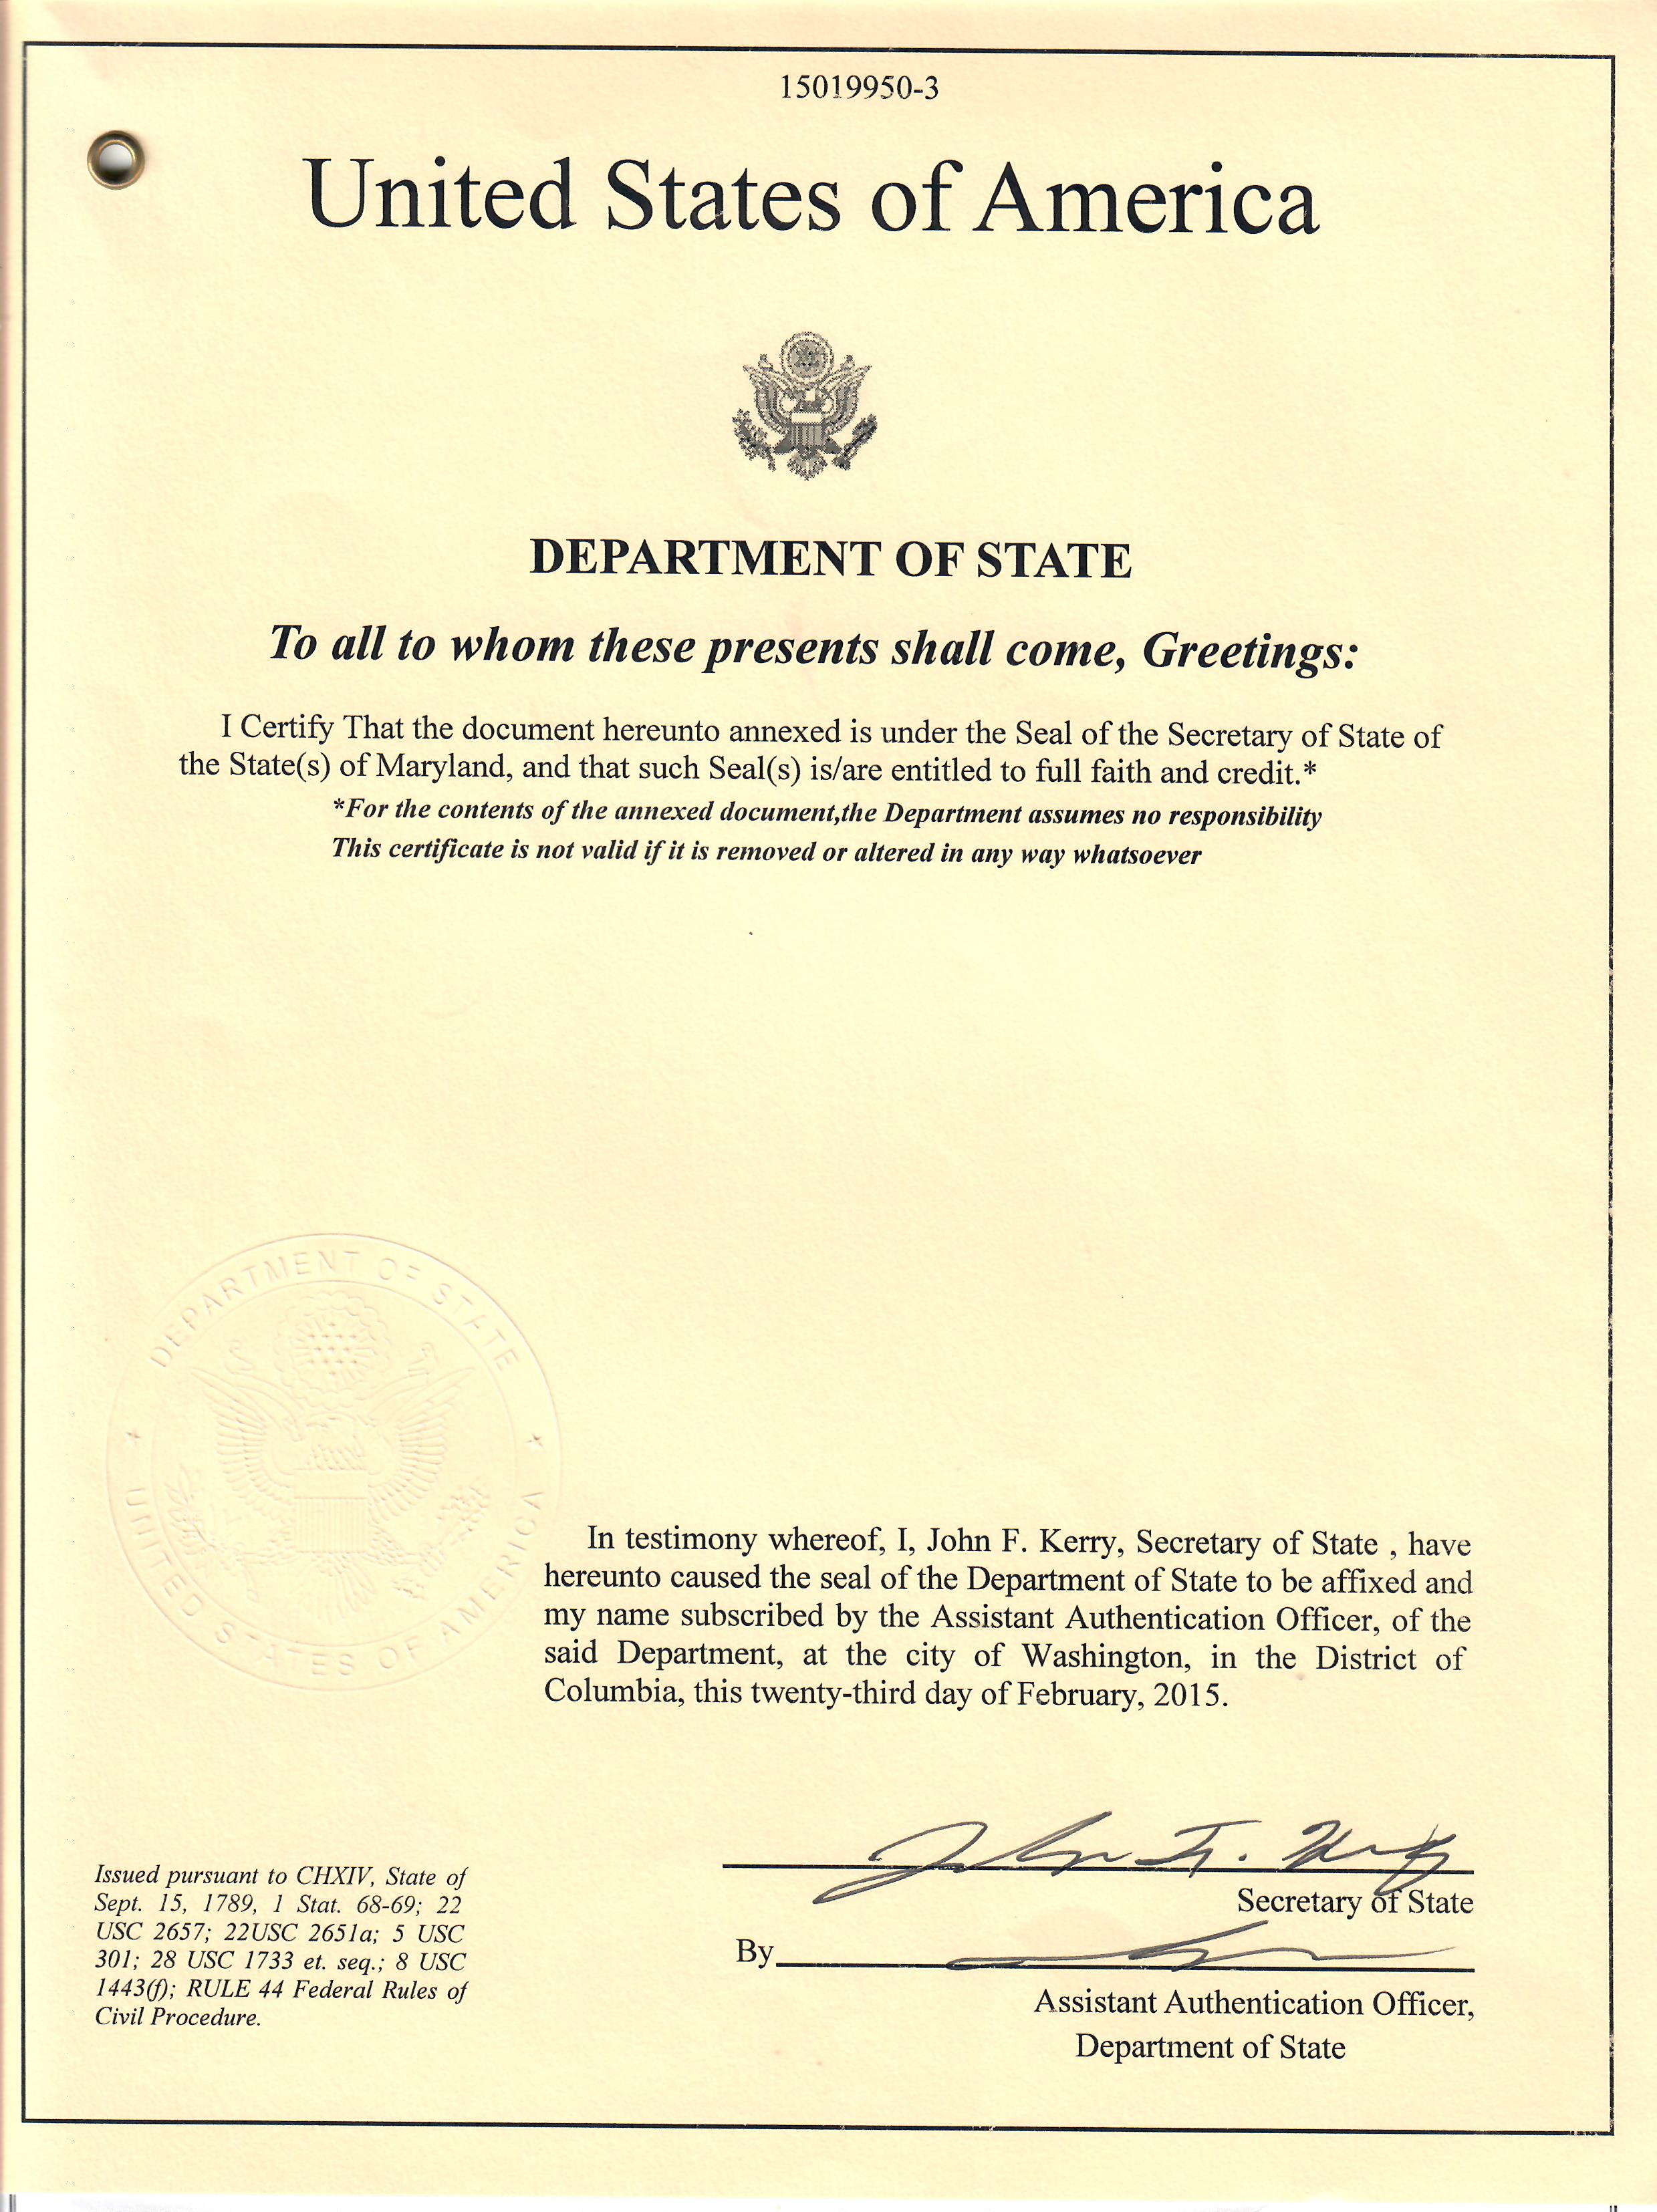 15019950-3
United States of America
DEPARTMENT OF STATE
To all to whom these presents shall come, Greetings:
I Certify That the document hereunto annexed is under the Seal of the Secretary of State of
the State(s) of Maryland, and that such Seal(s) is/are entitled to full faith and credit.*
*For the contents of the annexed document,the Department assumes no responsibility
This certificate is not valid if it is removed or altered in any way whatsoever
DEPARTMENT OF STATE
UNITED STATES OF AMERICA
In testimony whereof, I, John F. Kerry, Secretary of State , have
hereunto caused the seal of the Department of State to be affixed and
my name subscribed by the Assistant Authentication Officer, of the
said Department, at the city of Washington, in the District of
Columbia, this twenty-third day of February, 2015.
Issued pursuant to CHXIV, State of
Sept. 15, 1789, 1 Stat. 68-69; 22
USC 2657; 22USC 2651a; 5 USC
301; 28 USC 1733 et. seq.; 8 USC
1443(f); RULE 44 Federal Rules of
Civil Procedure.
John F. Kerry
Secretary of State
By
Assistant Authentication Officer,
Department of State